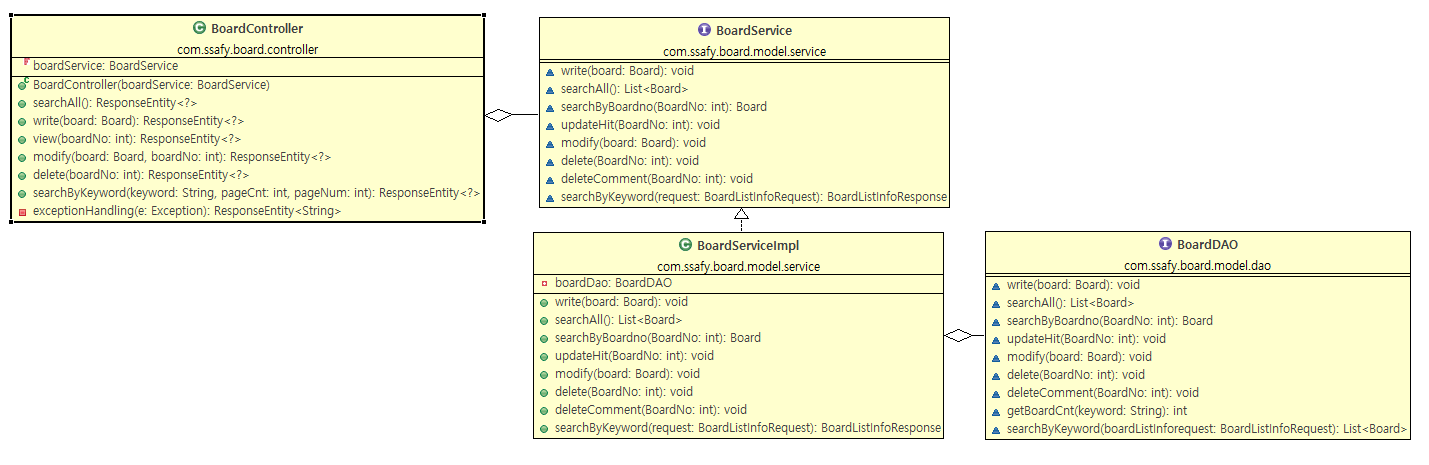 BoardController
com.ssafy.board.controller
boardService: BoardService
BoardController(boardService: BoardService)
searchAll(): ResponseEntity<?>
write(board: Board): ResponseEntity<?>
view(boardNo: int): ResponseEntity<?>
modify(board: Board, boardNo: int): ResponseEntity<?>
delete(boardNo: int): ResponseEntity<?>
searchByKeyword(keyword: String, pageCnt: int, pageNum: int): ResponseEntity<?>
exceptionHandling(e: Exception): ResponseEntity<String>
BoardService
com.ssafy.board.model.service
write(board: Board): void
searchAll(): List<Board>
searchByBoardno(BoardNo: int): Board
updateHit(BoardNo: int): void
modify(board: Board): void
delete(BoardNo: int): void
deleteComment(BoardNo: int): void
searchByKeyword(request: BoardListInfoRequest): BoardListInfoResponse
BoardServiceImpl
com.ssafy.board.model.service
boardDao: BoardDAO
write(board: Board): void
searchAll(): List<Board>
searchByBoardno(BoardNo: int): Board
updateHit(BoardNo: int): void
modify(board: Board): void
delete(BoardNo: int): void
deleteComment(BoardNo: int): void
searchByKeyword(request: BoardListInfoRequest): BoardListInfoResponse
BoardDAO
com.ssafy.board.model.dao
write(board: Board): void
searchAll(): List<Board>
searchByBoardno(BoardNo: int): Board
updateHit(BoardNo: int): void
modify(board: Board): void
delete(BoardNo: int): void
deleteComment(BoardNo: int): void
getBoardCnt(keyword: String): int
searchByKeyword(boardListInforequest: BoardListInfoRequest): List<Board>